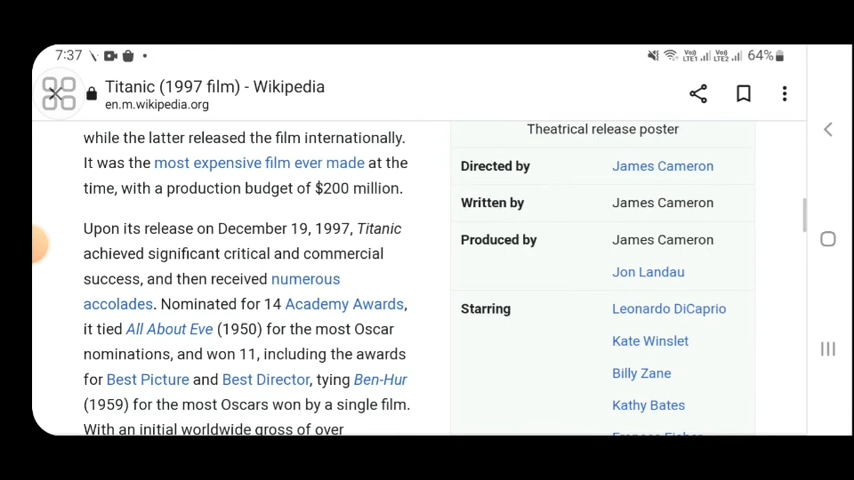 7:37
Vo) LTE1 Vo) LTE2 64%
Titanic (1997 film) - Wikipedia
en.m.wikipedia.org
while the latter released the film internationally.
It was the most expensive film ever made at the
time, with a production budget of $200 million.
Upon its release on December 19, 1997, Titanic
achieved significant critical and commercial
success, and then received numerous
accolades. Nominated for 14 Academy Awards,
it tied All About Eve (1950) for the most Oscar
nominations, and won 11, including the awards
for Best Picture and Best Director, tying Ben-Hur
(1959) for the most Oscars won by a single film.
With an initial worldwide gross of over
Theatrical release poster
Directed by James Cameron
Written by James Cameron
Produced by James Cameron
Jon Landau
Starring Leonardo DiCaprio
Kate Winslet
Billy Zane
Kathy Bates